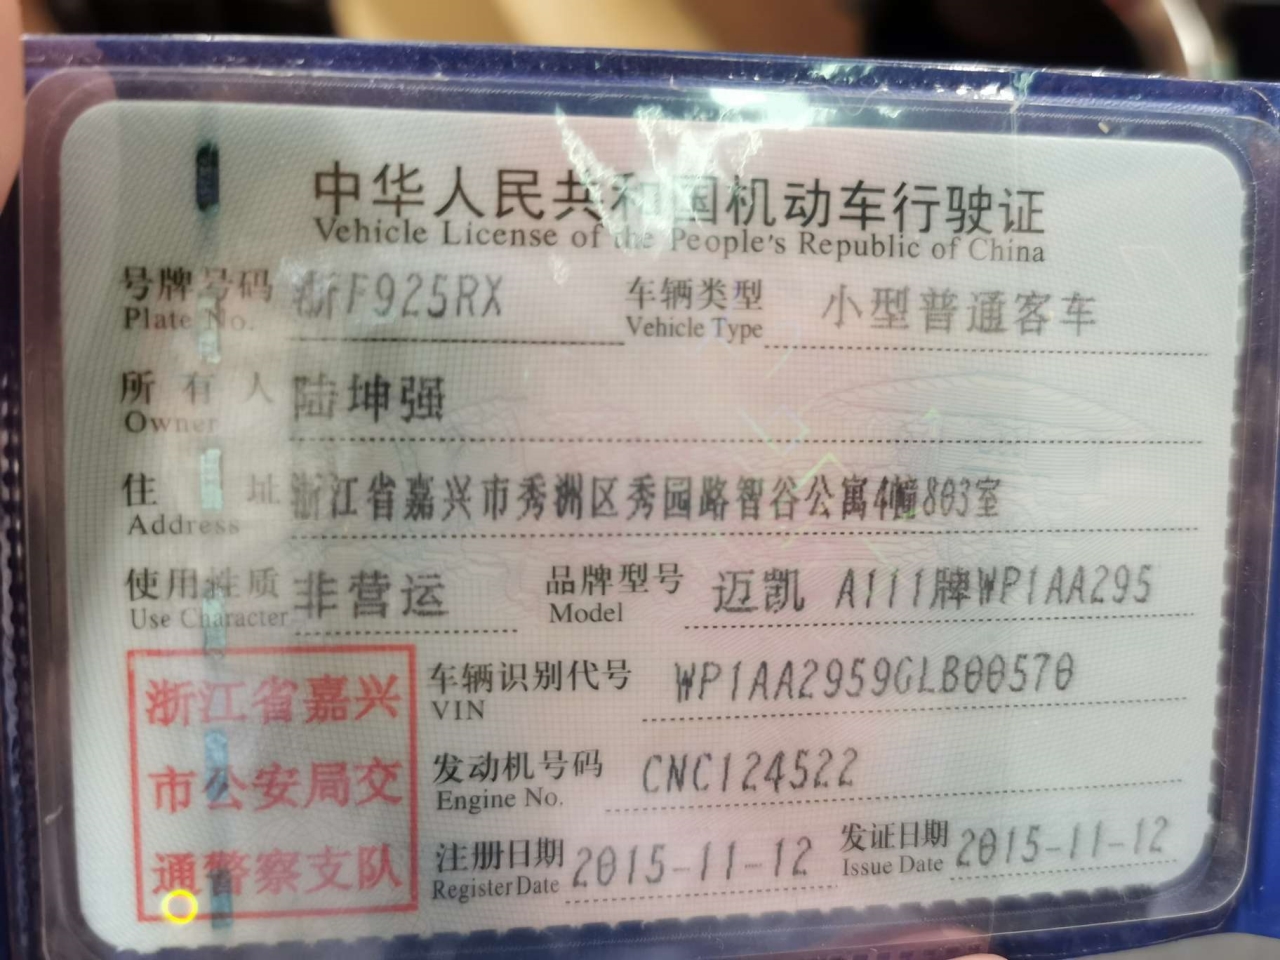 中华人民共和国机动车行驶证
Vehicle License of the People's Republic of China
号牌号码 浙F925RX 车辆类型 小型普通客车
Plate No. Vehicle Type
所有人 陆坤强
Owner
住址 浙江省嘉兴市秀洲区秀园路智谷公寓4幢803室
Address
使用性质 非营运 品牌型号 迈凯 A111牌WP1AA295
Use Character Model
浙江省嘉兴
市公安局交
通警察支队
车辆识别代号 WP1AA2959GLB00570
VIN
发动机号码 CNC124522
Engine No.
注册日期 2015-11-12 发证日期 2015-11-12
Register Date Issue Date